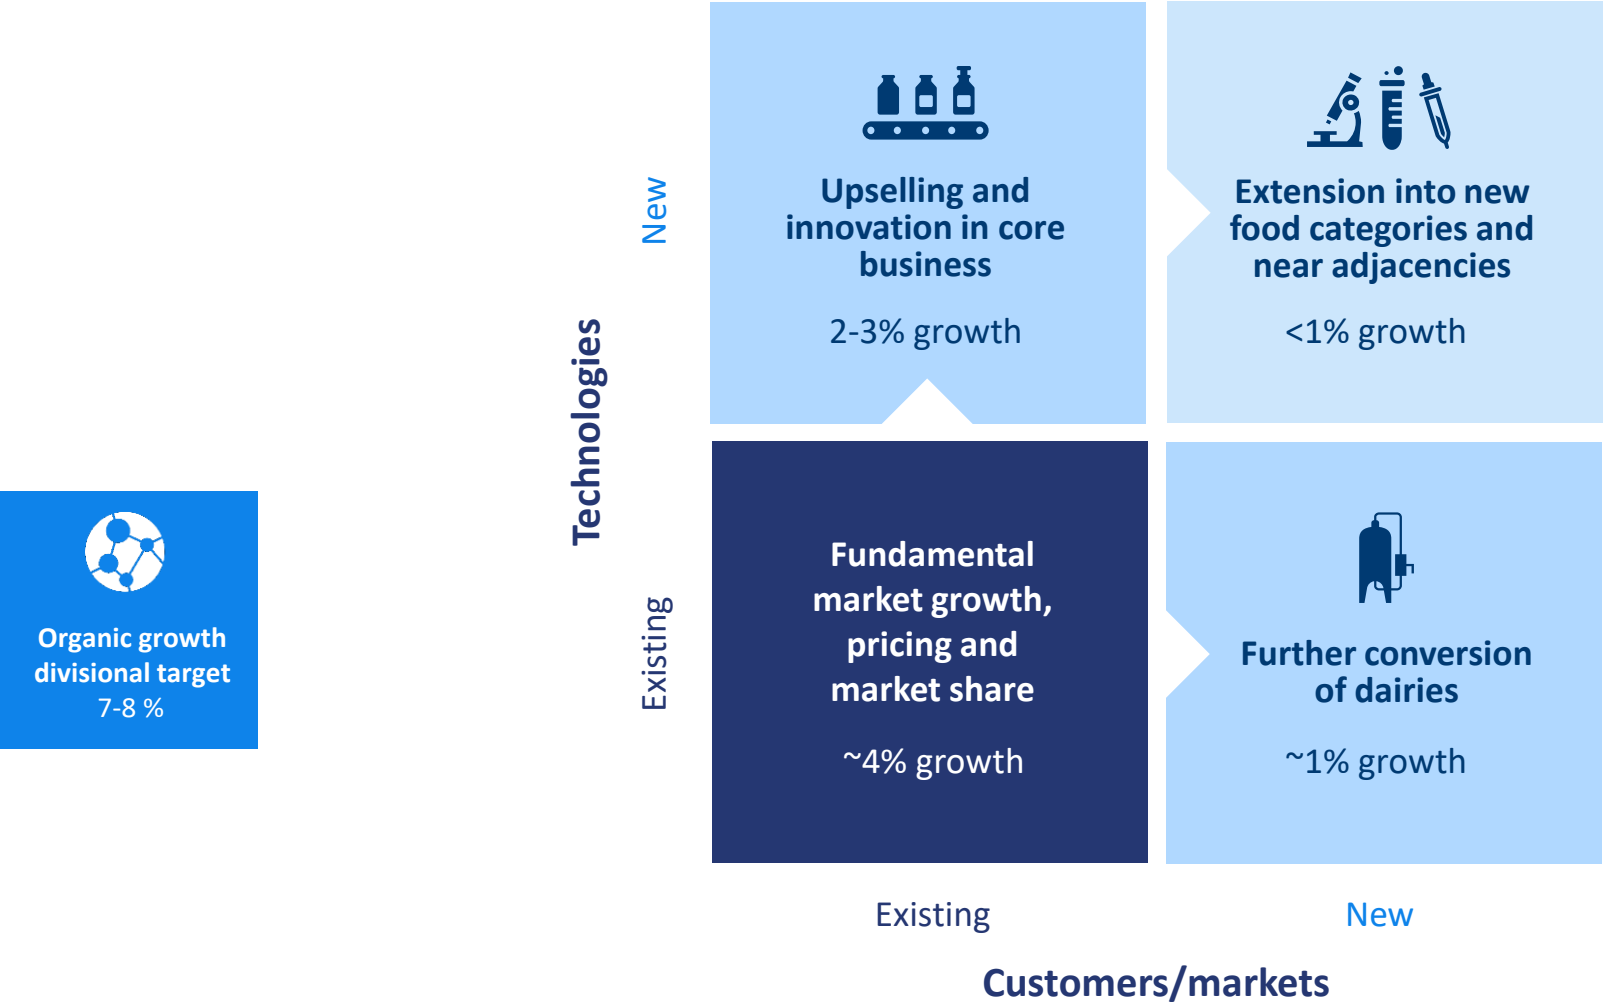 Organic growth
divisional target
7-8 %
Technologies
New
Existing
Upselling and
innovation in core
business
2-3% growth
Extension into new
food categories and
near adjacencies
<1% growth
Fundamental
market growth,
pricing and
market share
~4% growth
Further conversion
of dairies
~1% growth
Existing
New
Customers/markets